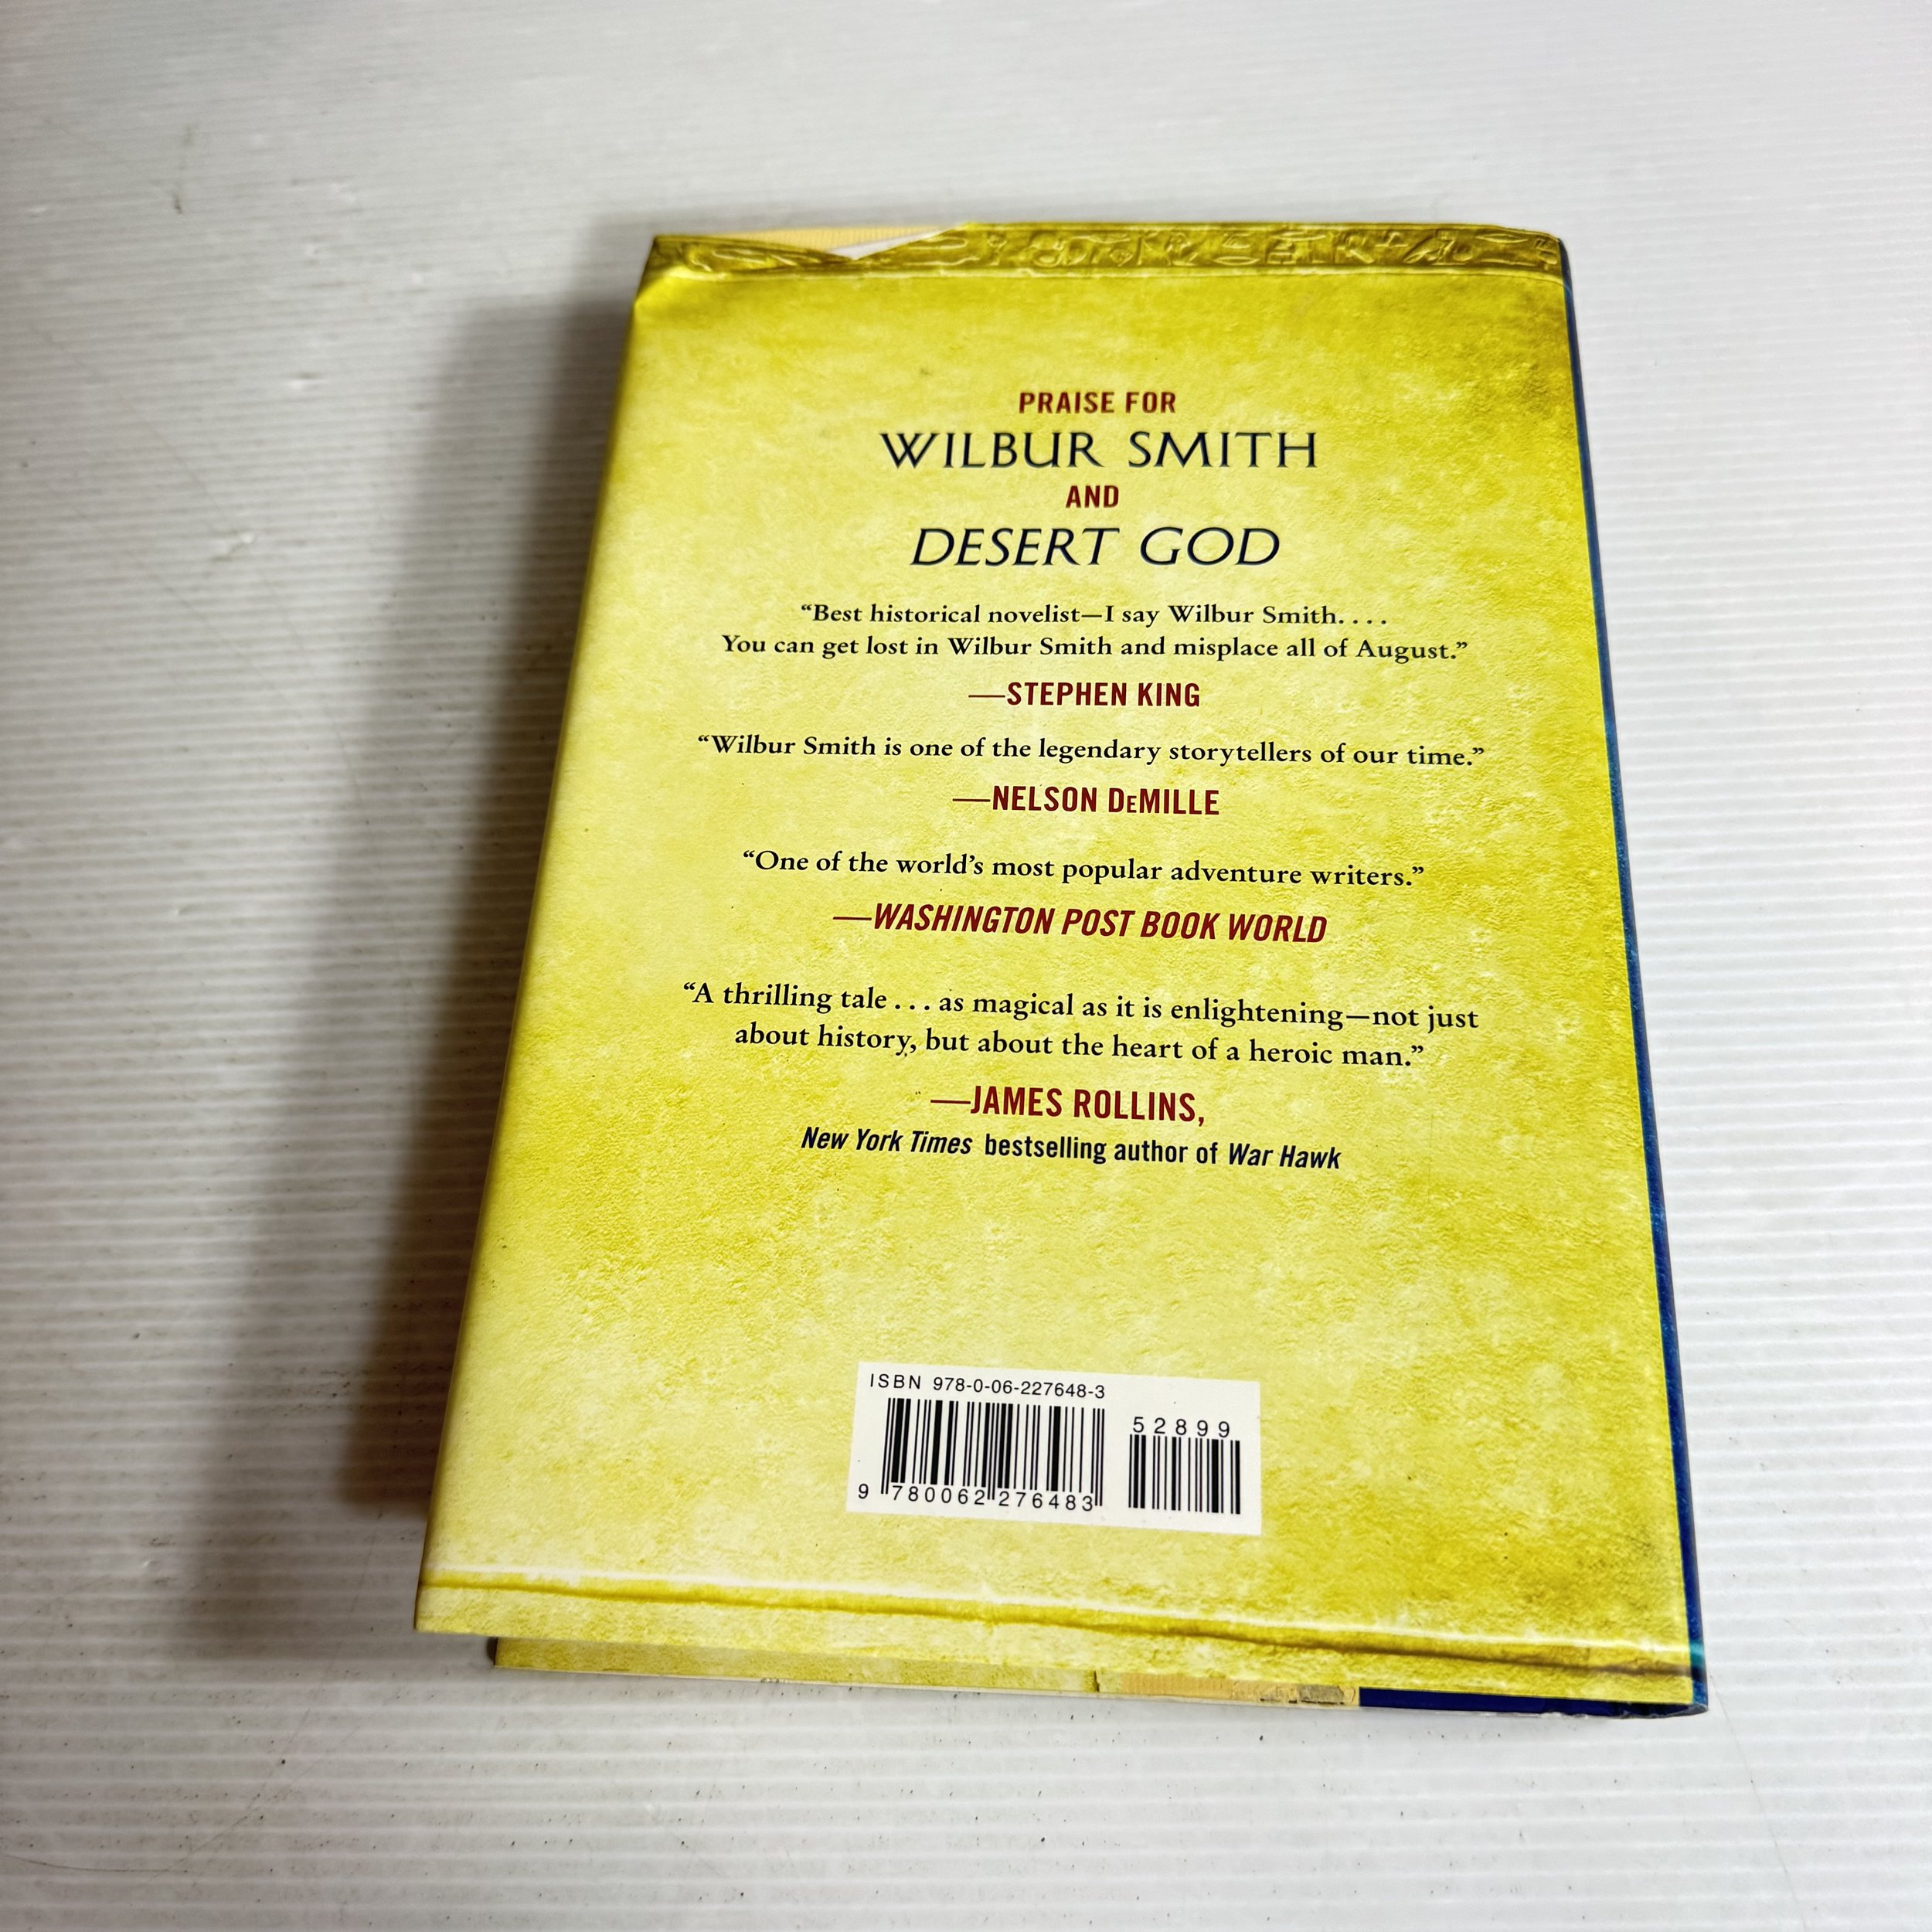 PRAISE FOR
WILBUR SMITH
AND
DESERT GOD
“Best historical novelist—I say Wilbur Smith. . . .
You can get lost in Wilbur Smith and misplace all of August.”
—STEPHEN KING
“Wilbur Smith is one of the legendary storytellers of our time.”
—NELSON DeMILLE
“One of the world’s most popular adventure writers.”
—WASHINGTON POST BOOK WORLD
“A thrilling tale . . . as magical as it is enlightening—not just
about history, but about the heart of a heroic man.”
—JAMES ROLLINS,
New York Times bestselling author of War Hawk
ISBN 978-0-06-227648-3
52899
9 780062 276483